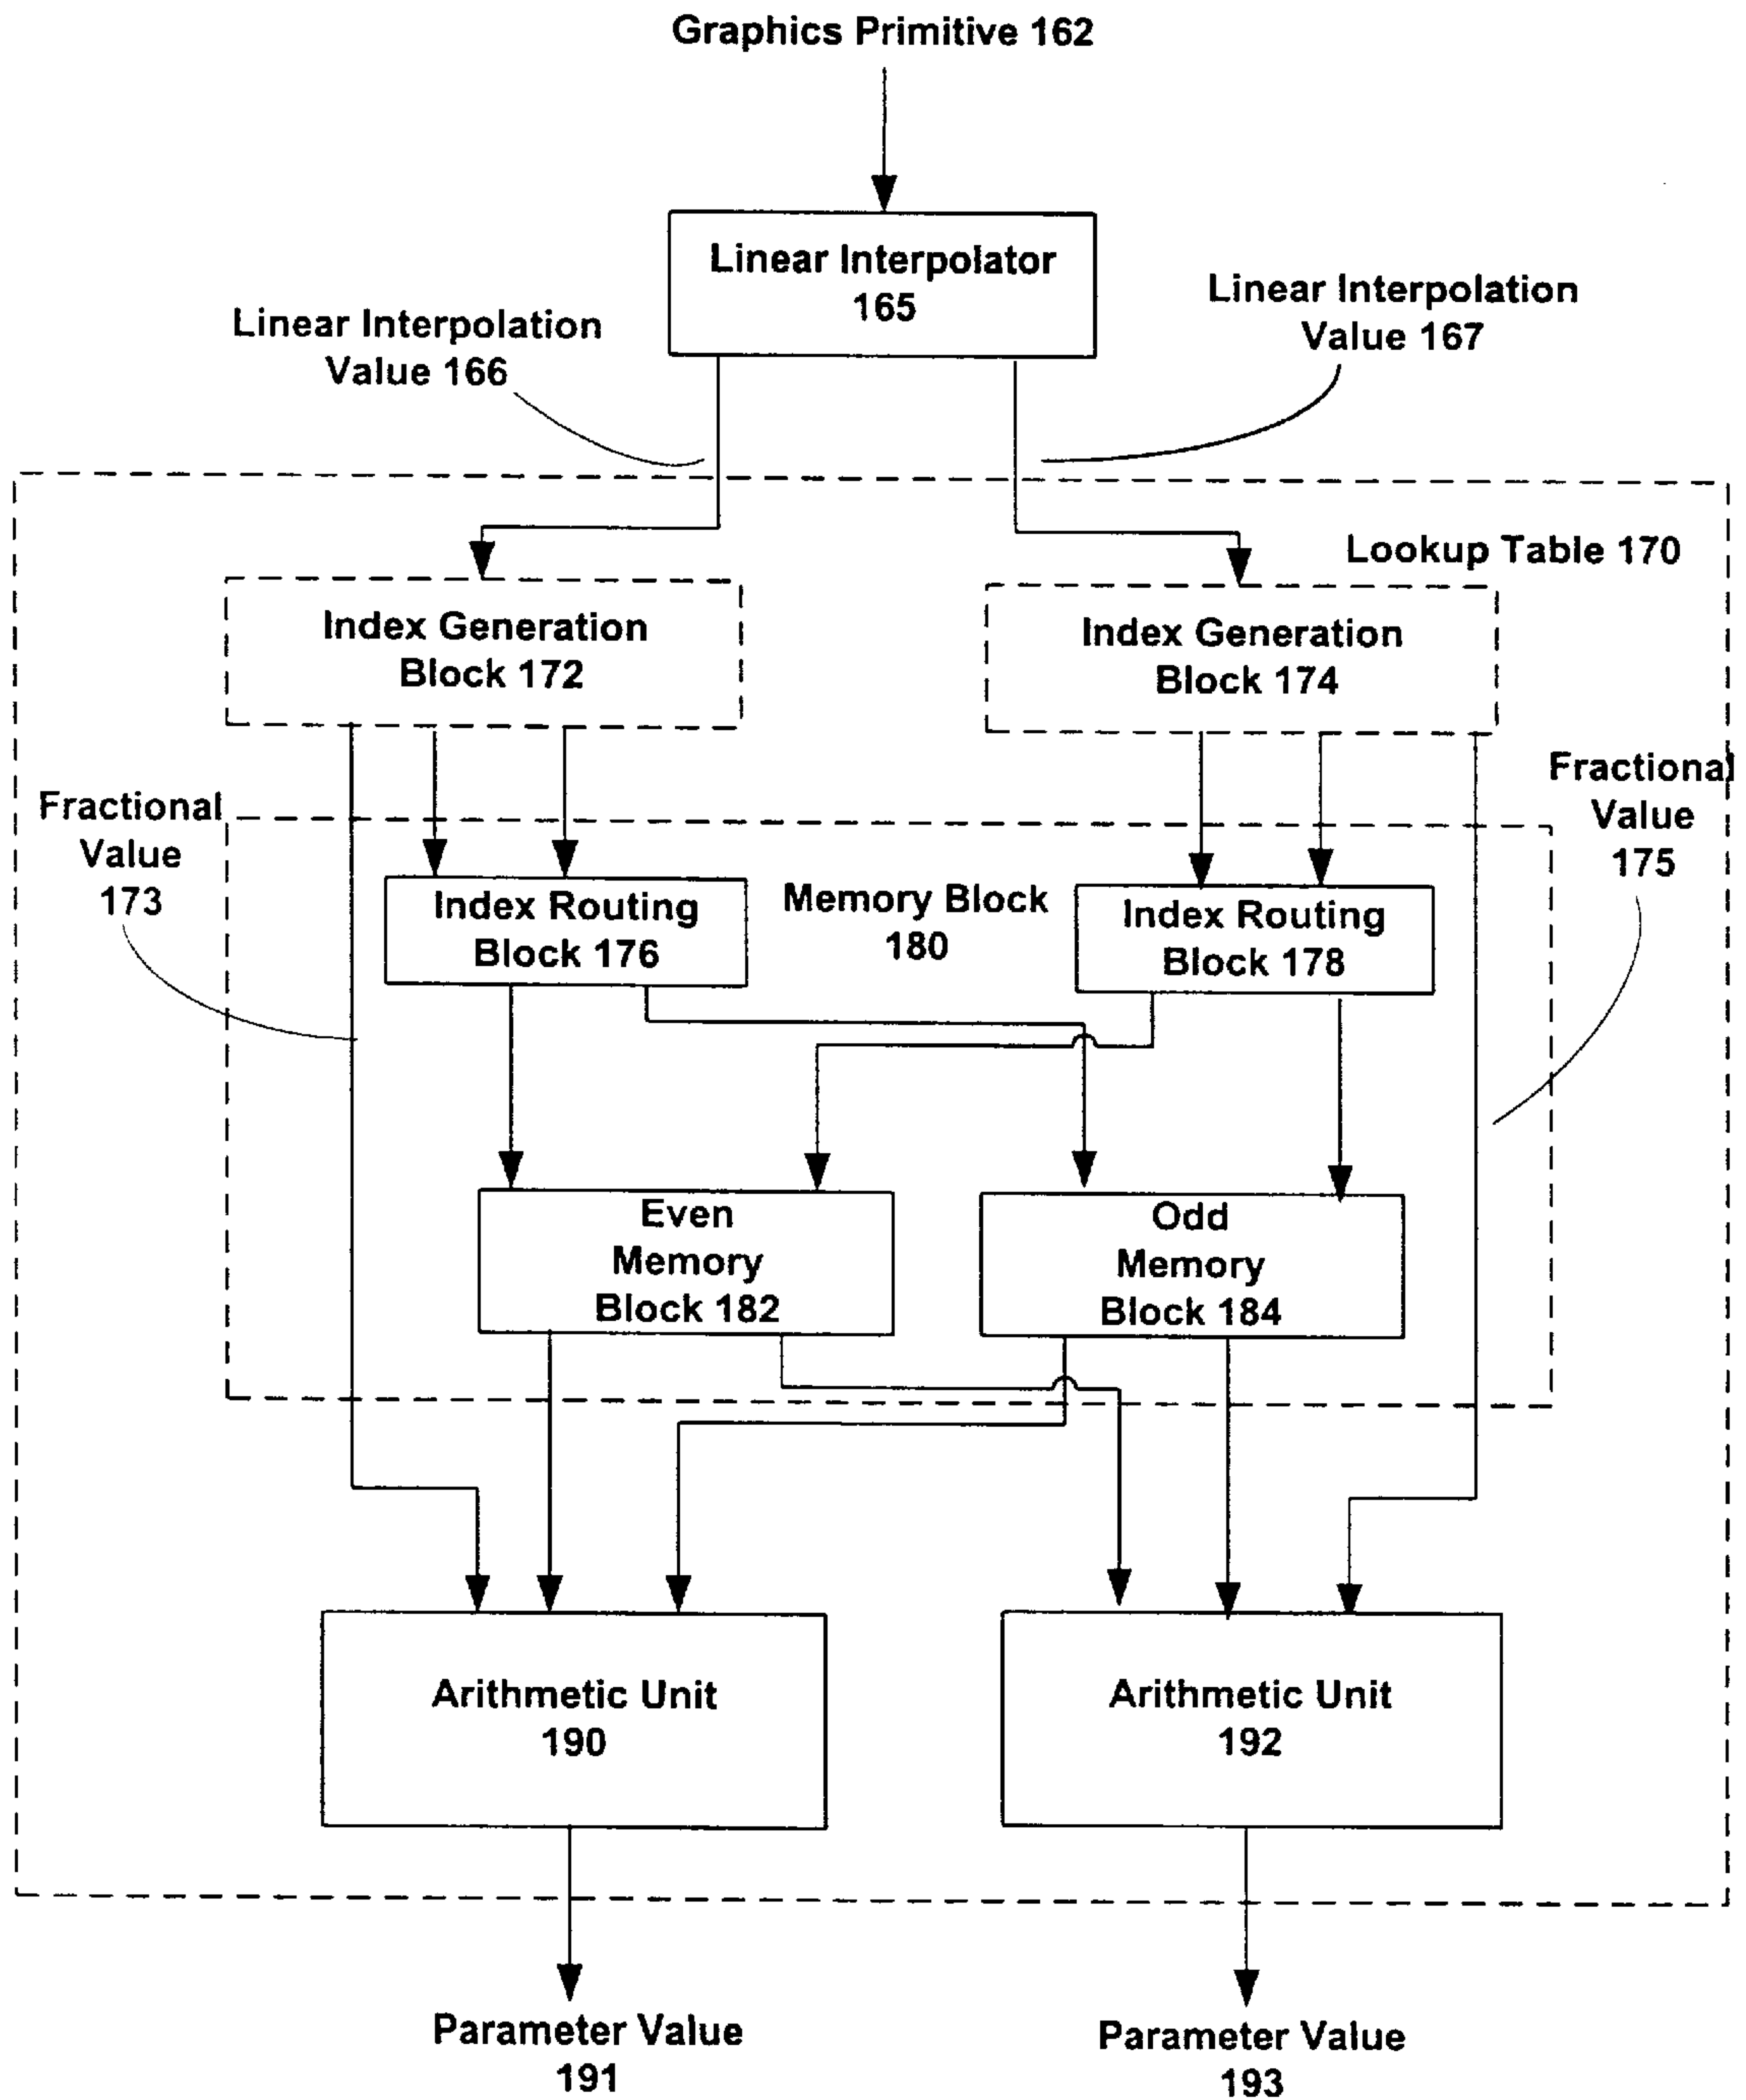 Graphics Primitive 162
Linear Interpolator
165
Linear Interpolation
Value 166
Linear Interpolation
Value 167
Lookup Table 170
Index Generation
Block 172
Index Generation
Block 174
Fractional
Value
173
Fractional
Value
175
Index Routing
Block 176
Memory Block
180
Index Routing
Block 178
Even
Memory
Block 182
Odd
Memory
Block 184
Arithmetic Unit
190
Arithmetic Unit
192
Parameter Value
191
Parameter Value
193